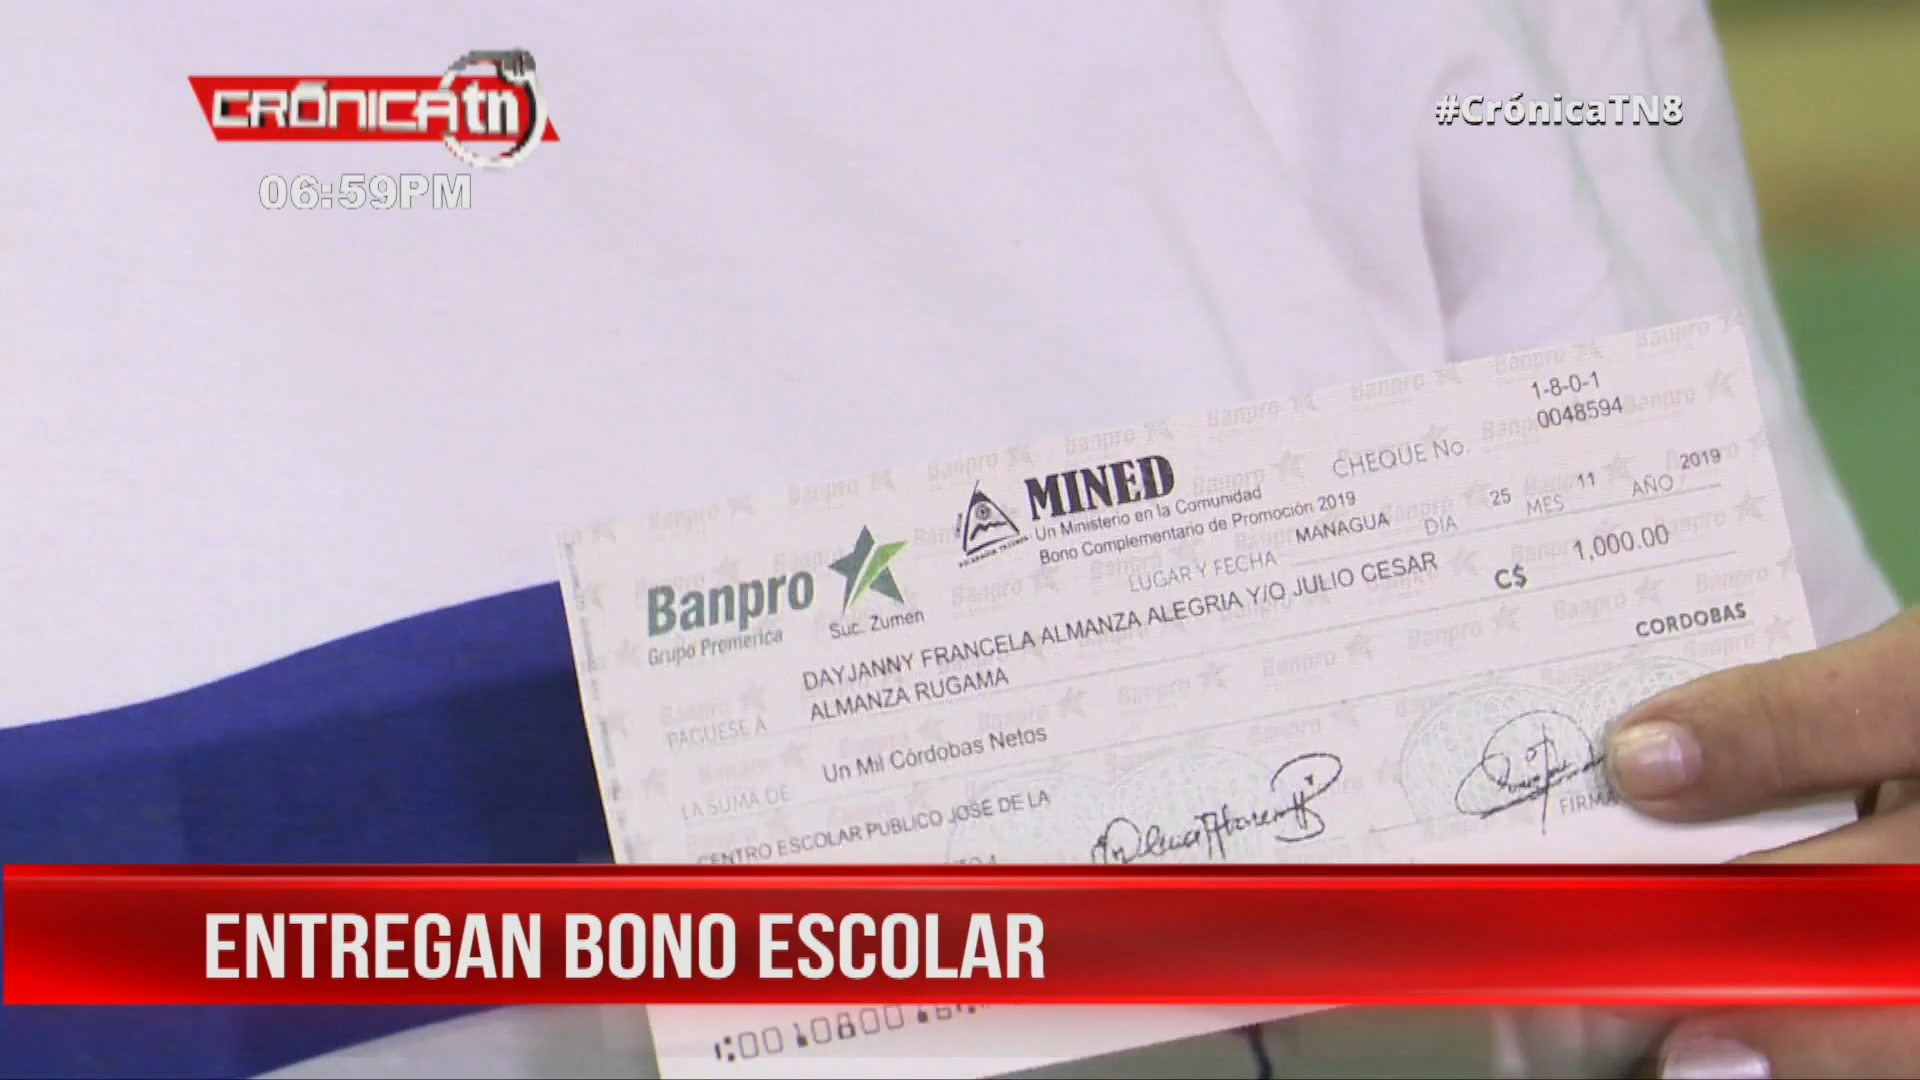 CRÓNICA tn
06:59PM
#CrónicaTN8
1-8-0-1
CHEQUE No. 0048594
MINED
Un Ministerio en la Comunidad
Bono Complementario de Promoción 2019
LUGAR Y FECHA MANAGUA DIA 25 MES 11 AÑO 2019
Banpro
Grupo Promerica
Suc. Zumen
DAYJANNY FRANCELA ALMANZA ALEGRIA Y/O JULIO CESAR
C$ 1,000.00
PAGUESE A ALMANZA RUGAMA
CORDOBAS
LA SUMA DE Un Mil Córdobas Netos
CENTRO ESCOLAR PUBLICO JOSE DE LA
FIRMA
ENTREGAN BONO ESCOLAR